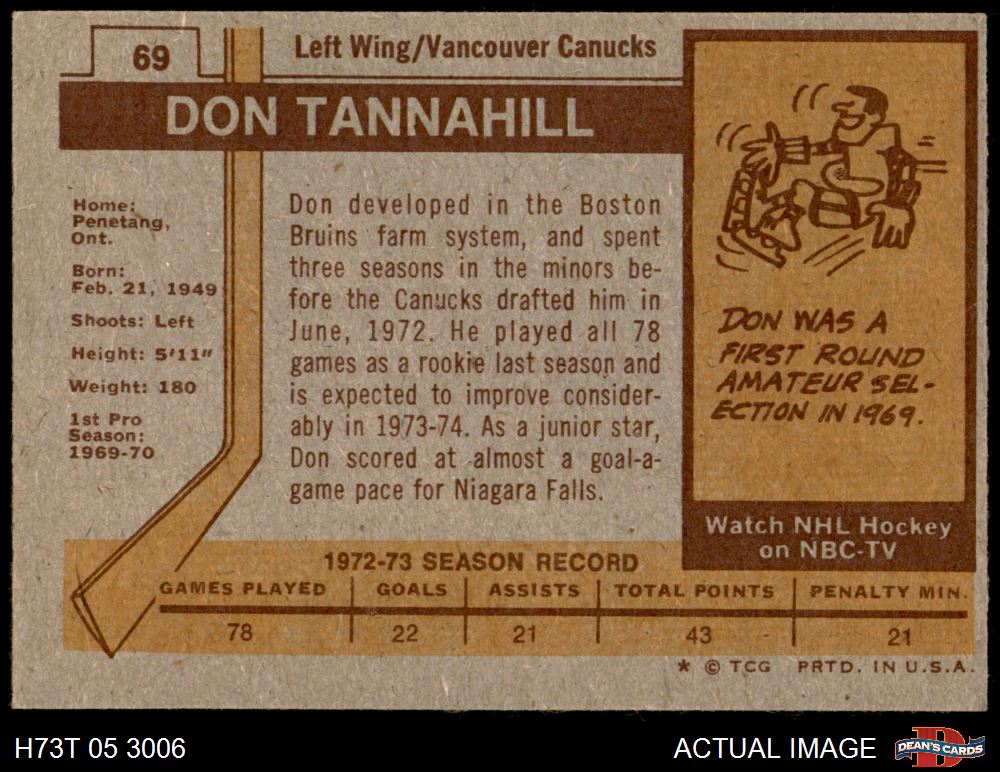 69
Left Wing/Vancouver Canucks
DON TANNAHILL
Home:
Penetang,
Ont.
Born:
Feb. 21, 1949
Shoots: Left
Height: 5'11"
Weight: 180
1st Pro
Season:
1969-70
Don developed in the Boston
Bruins farm system, and spent
three seasons in the minors be-
fore the Canucks drafted him in
June, 1972. He played all 78
games as a rookie last season and
is expected to improve consider-
ably in 1973-74. As a junior star,
Don scored at almost a goal-a-
game pace for Niagara Falls.
DON WAS A
FIRST ROUND
AMATEUR SEL-
ECTION IN 1969.
Watch NHL Hockey
on NBC-TV
1972-73 SEASON RECORD
GAMES PLAYED GOALS ASSISTS TOTAL POINTS PENALTY MIN.
78 22 21 43 21
* © TCG PRTD. IN U.S.A.
H73T 05 3006
ACTUAL IMAGE
D
DEAN'S CARDS